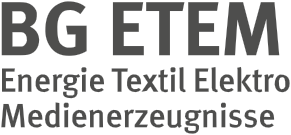 BG ETEM
Energie Textil Elektro
Medienerzeugnisse